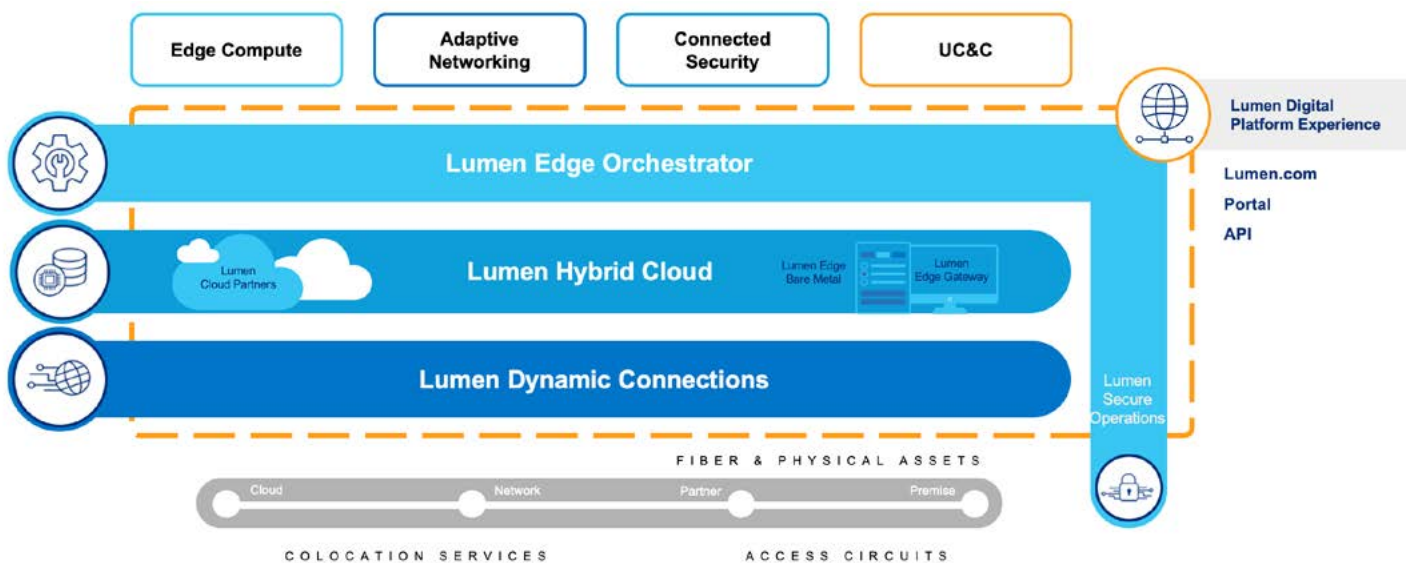 Edge Compute
Adaptive
Networking
Connected
Security
UC&C
Lumen Digital
Platform Experience
Lumen.com
Portal
API
Lumen Edge Orchestrator
Lumen
Cloud Partners
Lumen Hybrid Cloud
Lumen Edge
Bare Metal
Lumen
Edge Gateway
Lumen Dynamic Connections
Lumen
Secure
Operations
FIBER & PHYSICAL ASSETS
Cloud
Network
Partner
Premise
COLOCATION SERVICES
ACCESS CIRCUITS